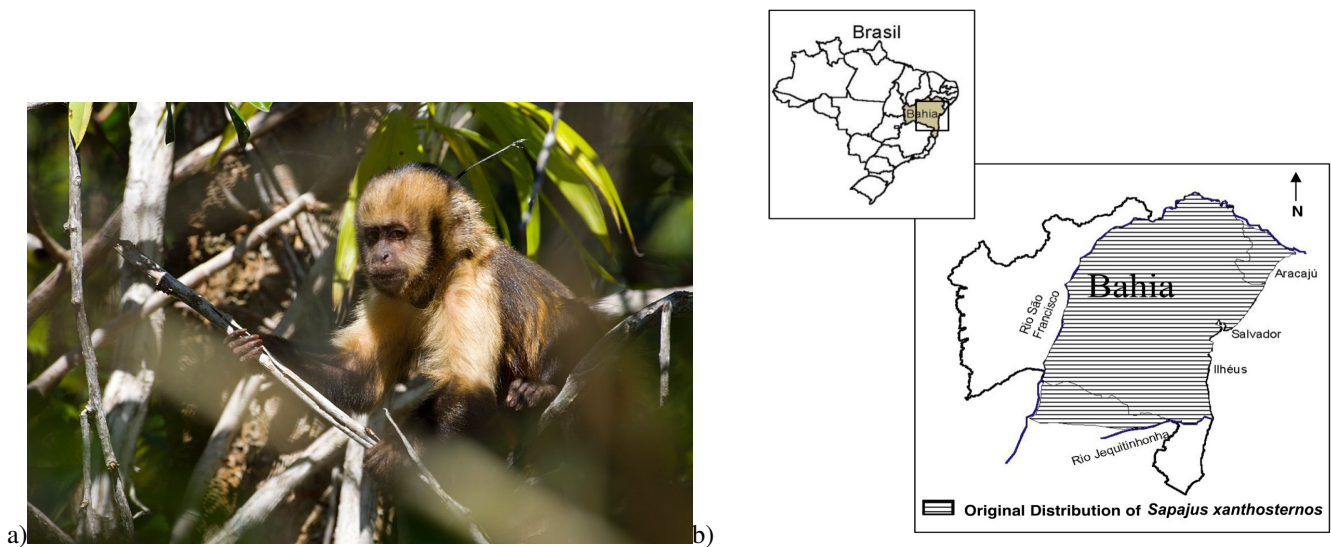 a)
b)
Brasil
Bahia
N
Bahia
Rio São
Francisco
Aracajú
Salvador
Ilhéus
Rio Jequitinhonha
Original Distribution of Sapajus xanthosternos